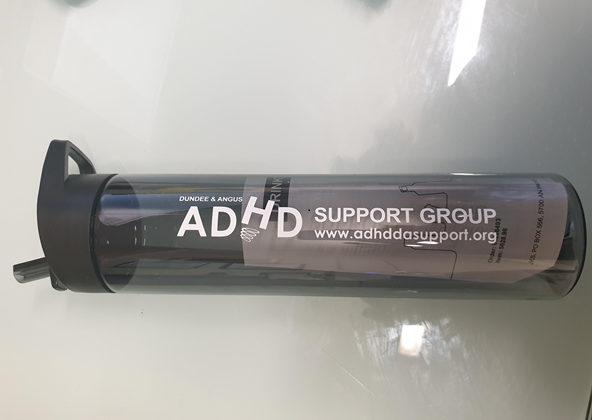 DUNDEE & ANGUS
ADHD SUPPORT GROUP
www.adhddasupport.org